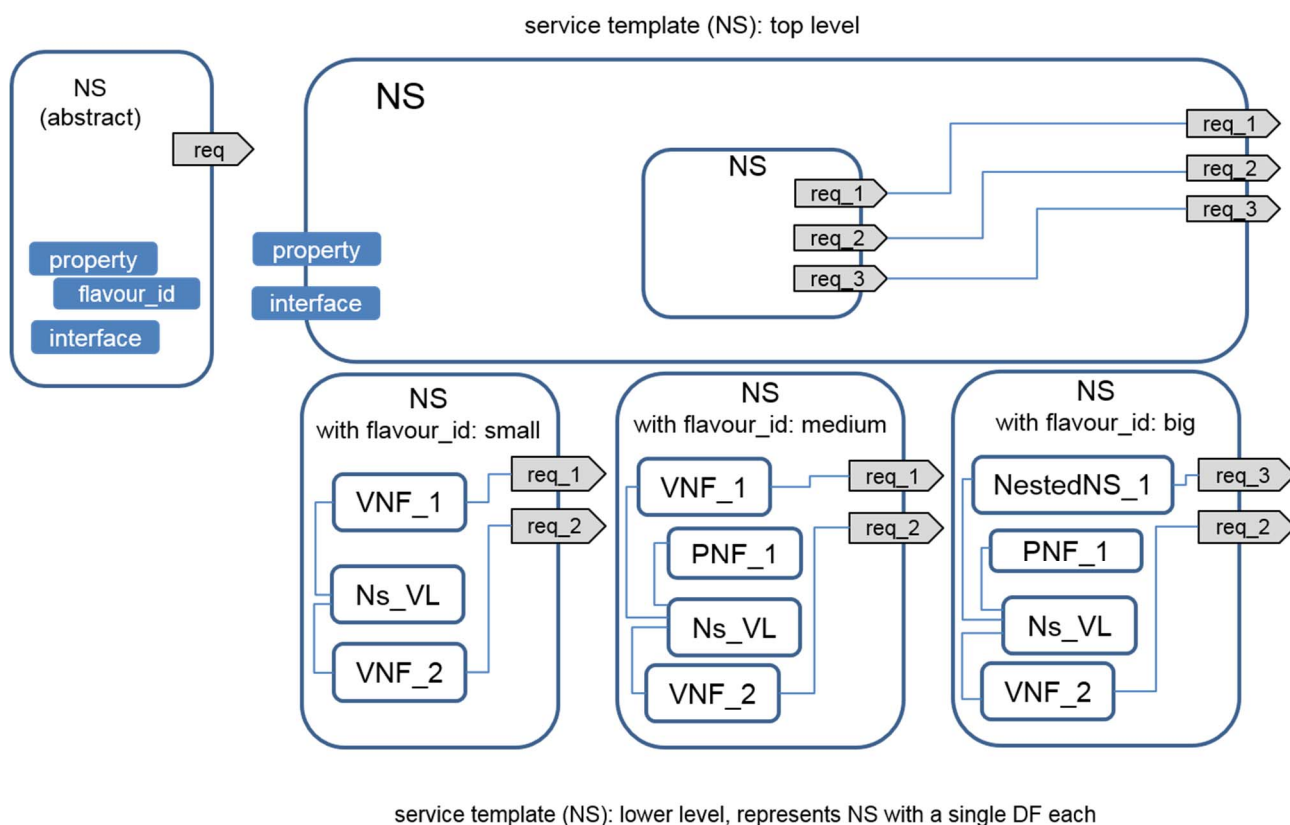 service template (NS): top level
NS
(abstract)
req
property
flavour_id
interface
NS
property
interface
NS
req_1
req_2
req_3
req_1
req_2
req_3
NS
with flavour_id: small
VNF_1
Ns_VL
VNF_2
req_1
req_2
NS
with flavour_id: medium
VNF_1
PNF_1
Ns_VL
VNF_2
req_1
req_2
NS
with flavour_id: big
NestedNS_1
PNF_1
Ns_VL
VNF_2
req_3
req_2
service template (NS): lower level, represents NS with a single DF each